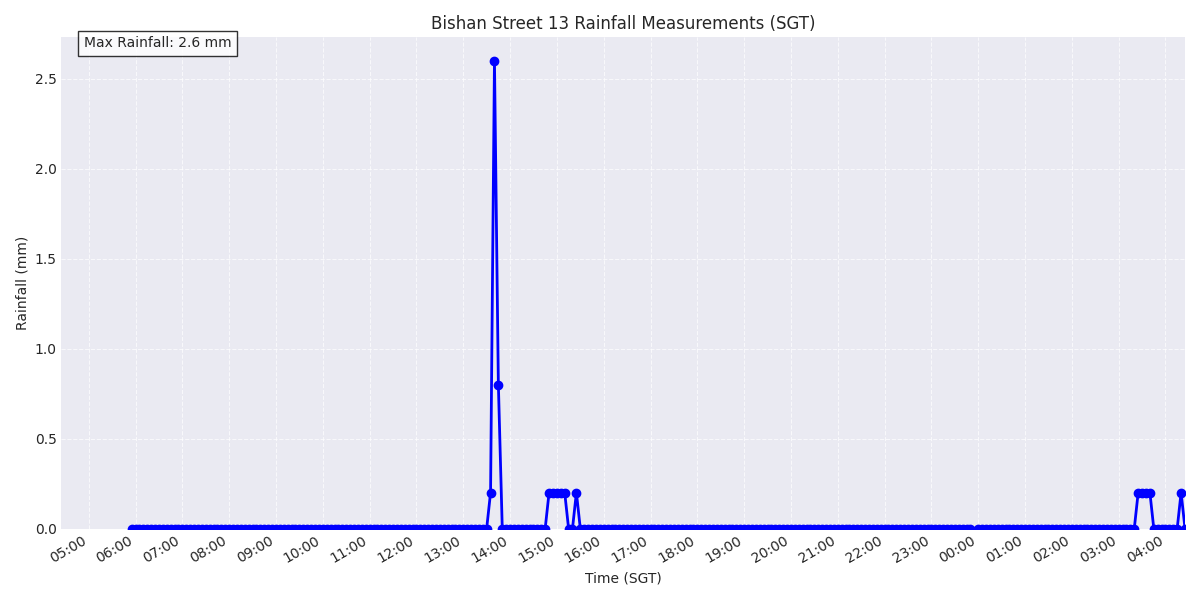 Bishan Street 13 Rainfall Measurements (SGT)
Max Rainfall: 2.6 mm
Rainfall (mm)
2.5
2.0
1.5
1.0
0.5
0.0
05:00 06:00 07:00 08:00 09:00 10:00 11:00 12:00 13:00 14:00 15:00 16:00 17:00 18:00 19:00 20:00 21:00 22:00 23:00 00:00 01:00 02:00 03:00 04:00
Time (SGT)